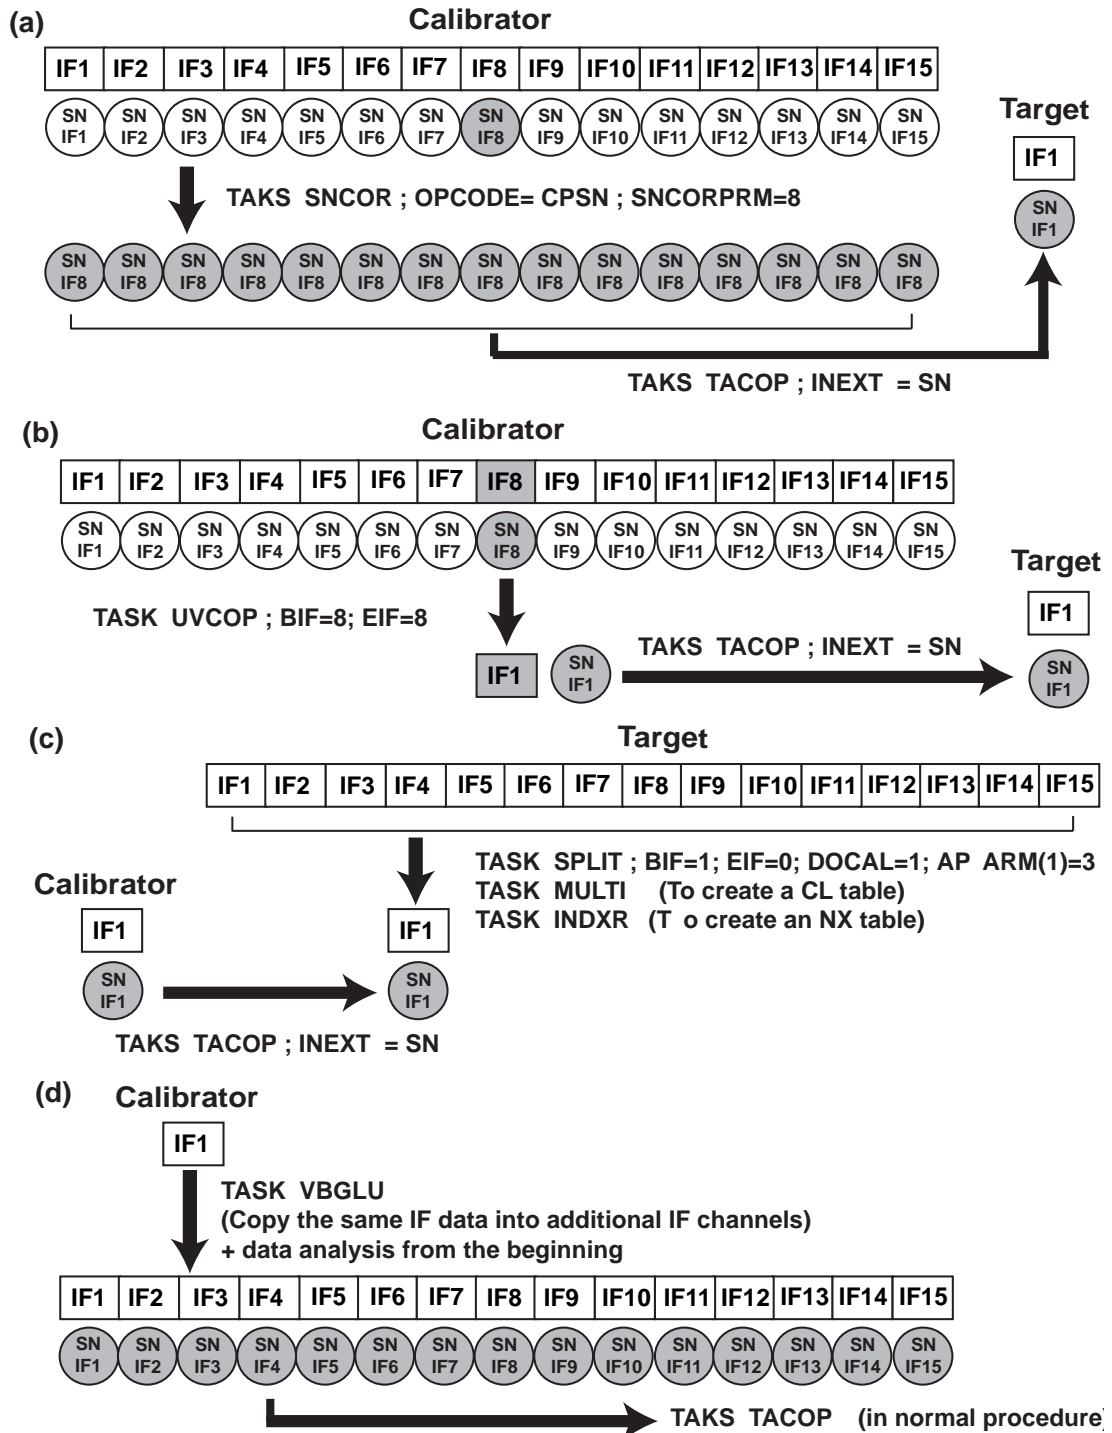 (a)
Calibrator
IF1 IF2 IF3 IF4 IF5 IF6 IF7 IF8 IF9 IF10 IF11 IF12 IF13 IF14 IF15
SN SN SN SN SN SN SN SN SN SN SN SN SN SN SN
IF1 IF2 IF3 IF4 IF5 IF6 IF7 IF8 IF9 IF10 IF11 IF12 IF13 IF14 IF15
Target
IF1
SN
IF1
TAKS SNCOR ; OPCODE= CPSN ; SNCORPRM=8
SN SN SN SN SN SN SN SN SN SN SN SN SN SN SN
IF8 IF8 IF8 IF8 IF8 IF8 IF8 IF8 IF8 IF8 IF8 IF8 IF8 IF8 IF8
TAKS TACOP ; INEXT = SN
(b)
Calibrator
IF1 IF2 IF3 IF4 IF5 IF6 IF7 IF8 IF9 IF10 IF11 IF12 IF13 IF14 IF15
SN SN SN SN SN SN SN SN SN SN SN SN SN SN SN
IF1 IF2 IF3 IF4 IF5 IF6 IF7 IF8 IF9 IF10 IF11 IF12 IF13 IF14 IF15
Target
IF1
SN
IF1
TASK UVCOP ; BIF=8; EIF=8
IF1
SN
IF1
TAKS TACOP ; INEXT = SN
(c)
Target
IF1 IF2 IF3 IF4 IF5 IF6 IF7 IF8 IF9 IF10 IF11 IF12 IF13 IF14 IF15
TASK SPLIT ; BIF=1; EIF=0; DOCAL=1; AP ARM(1)=3
TASK MULTI (To create a CL table)
TASK INDXR (T o create an NX table)
Calibrator
IF1
SN
IF1
IF1
SN
IF1
TAKS TACOP ; INEXT = SN
(d)
Calibrator
IF1
TASK VBGLU
(Copy the same IF data into additional IF channels)
+ data analysis from the beginning
IF1 IF2 IF3 IF4 IF5 IF6 IF7 IF8 IF9 IF10 IF11 IF12 IF13 IF14 IF15
SN SN SN SN SN SN SN SN SN SN SN SN SN SN SN
IF1 IF2 IF3 IF4 IF5 IF6 IF7 IF8 IF9 IF10 IF11 IF12 IF13 IF14 IF15
TAKS TACOP (in normal procedure)